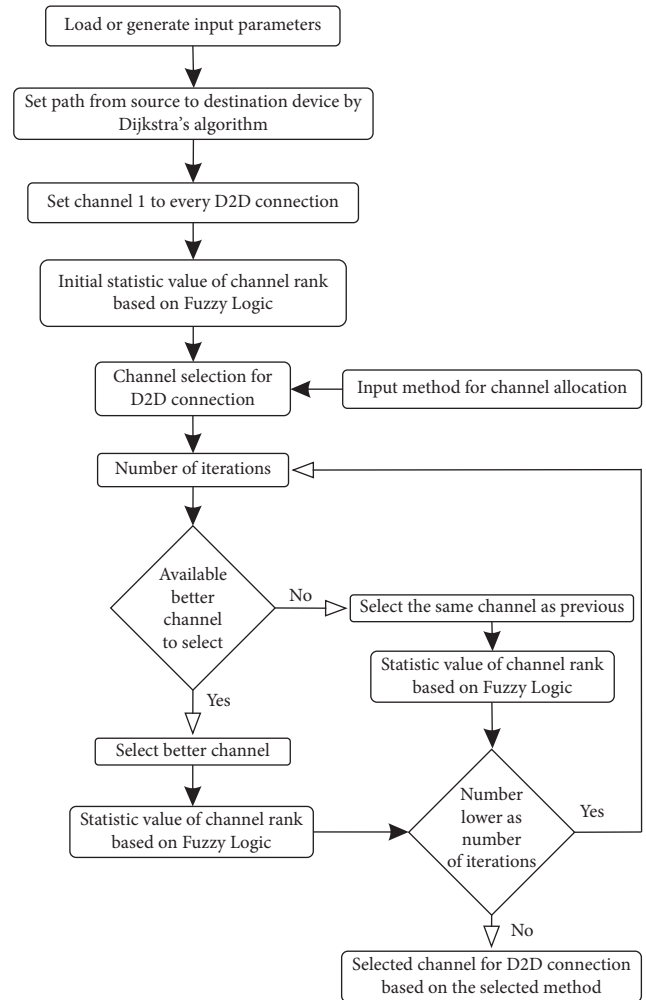 Load or generate input parameters
Set path from source to destination device by
Dijkstra's algorithm
Set channel 1 to every D2D connection
Initial statistic value of channel rank
based on Fuzzy Logic
Channel selection for
D2D connection
Input method for channel allocation
Number of iterations
Available
better
channel
to select
No
Select the same channel as previous
Statistic value of channel rank
based on Fuzzy Logic
Yes
Select better channel
Statistic value of channel rank
based on Fuzzy Logic
Number
lower as
number
of iterations
Yes
No
Selected channel for D2D connection
based on the selected method